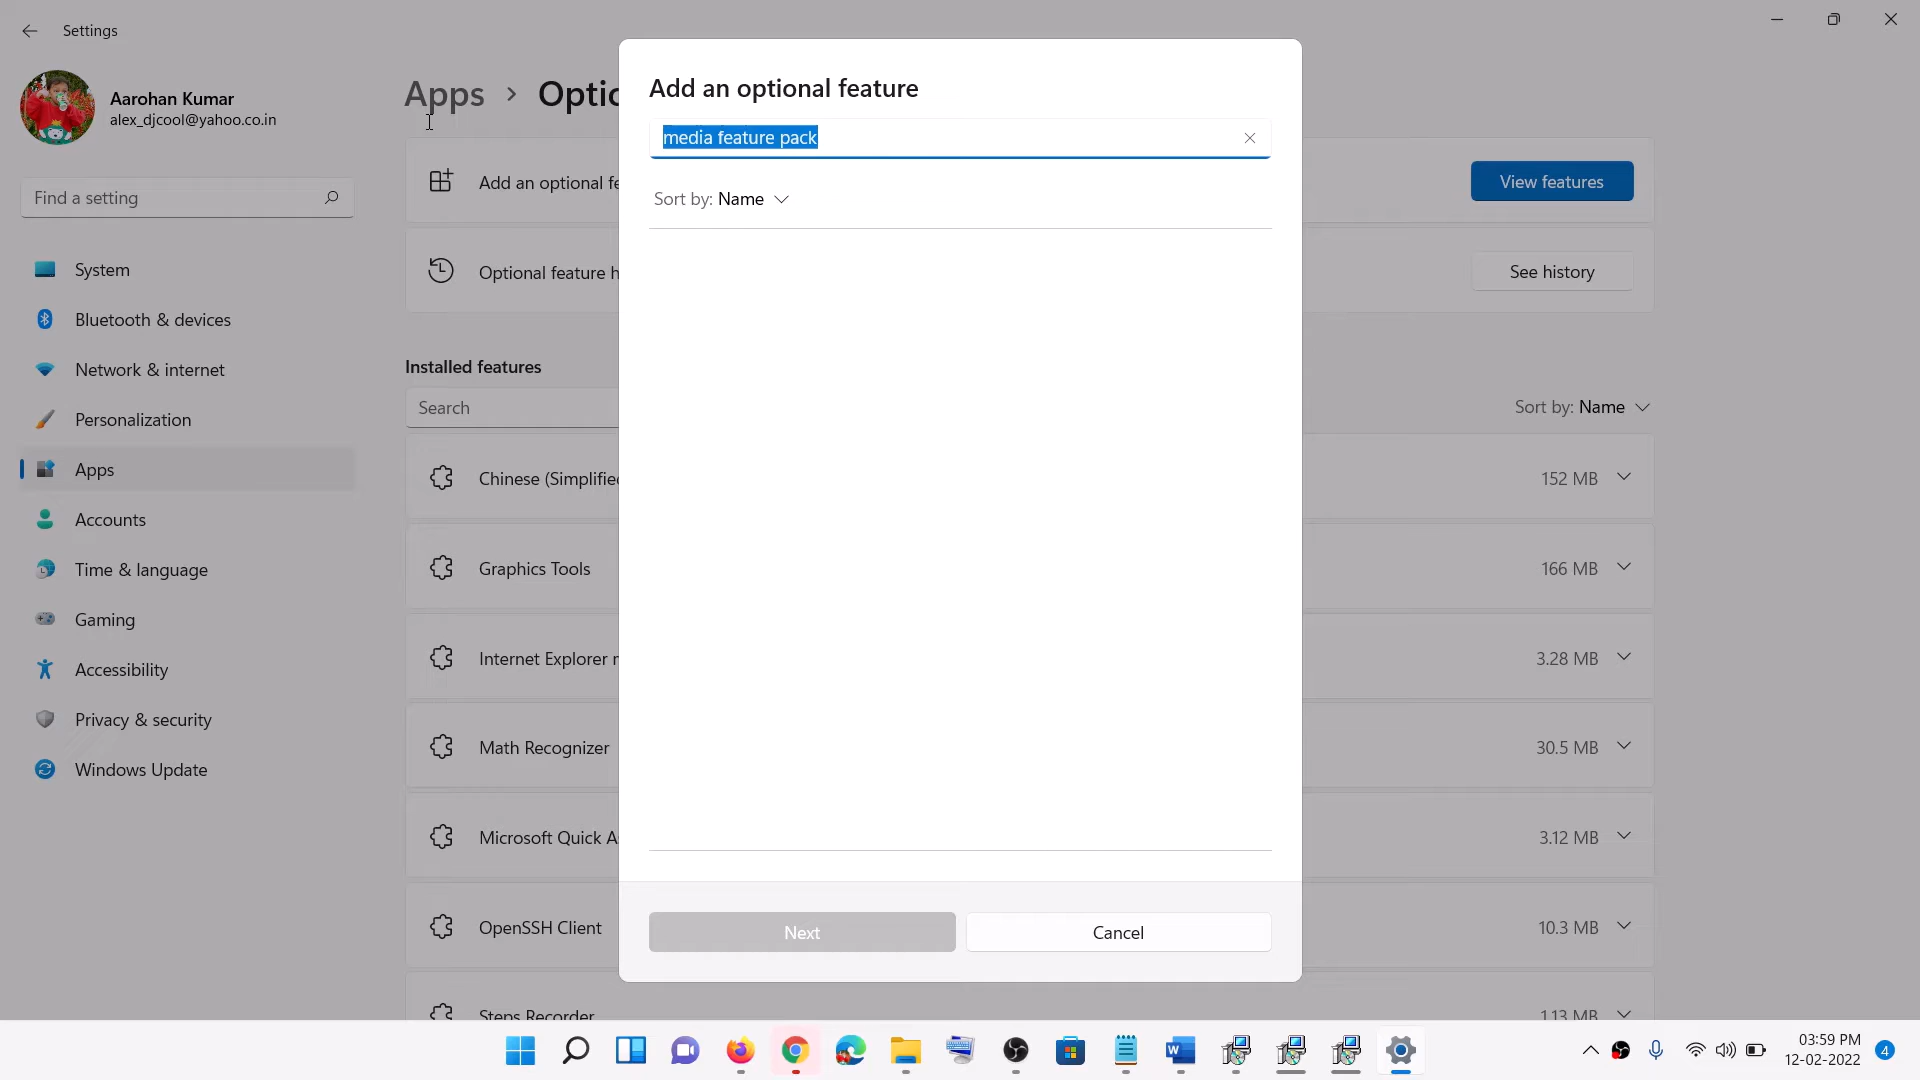 Settings
Aarohan Kumar
alex_djcool@yahoo.co.in
Find a setting
System
Bluetooth & devices
Network & internet
Personalization
Apps
Accounts
Time & language
Gaming
Accessibility
Privacy & security
Windows Update
Apps > Optio
Add an optional fe
View features
Optional feature h
See history
Installed features
Search
Sort by: Name
Chinese (Simplified
152 MB
Graphics Tools
166 MB
Internet Explorer
3.28 MB
Math Recognizer
30.5 MB
Microsoft Quick As
3.12 MB
OpenSSH Client
10.3 MB
Steps Recorder
1.13 MB
Add an optional feature
media feature pack
Sort by: Name
Next
Cancel
03:59 PM
12-02-2022
4